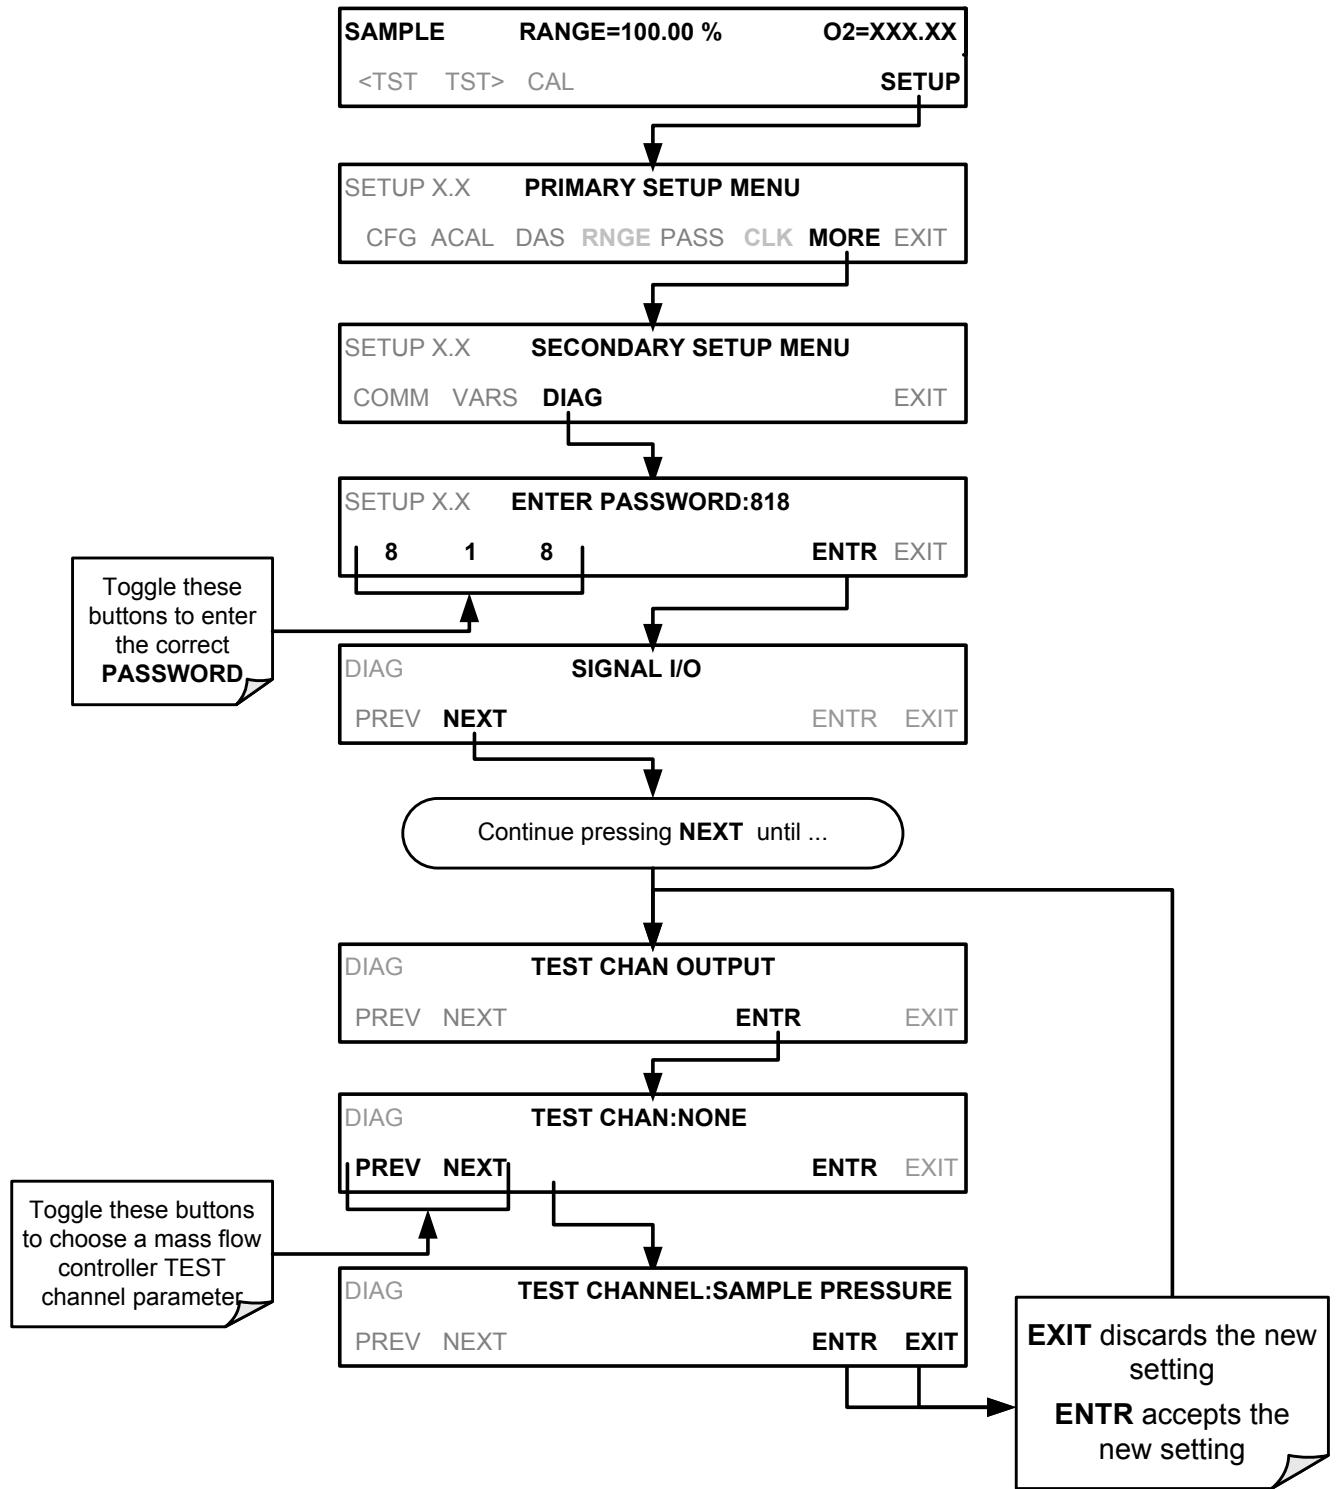 SAMPLE RANGE=100.00 % O2=XXX.XX
<TST TST> CAL SETUP
SETUP X.X PRIMARY SETUP MENU
CFG ACAL DAS RNGE PASS CLK MORE EXIT
SETUP X.X SECONDARY SETUP MENU
COMM VARS DIAG EXIT
SETUP X.X ENTER PASSWORD:818
8 1 8 ENTR EXIT
Toggle these
buttons to enter
the correct
PASSWORD
DIAG SIGNAL I/O
PREV NEXT ENTR EXIT
Continue pressing NEXT until ...
DIAG TEST CHAN OUTPUT
PREV NEXT ENTR EXIT
DIAG TEST CHAN:NONE
PREV NEXT ENTR EXIT
Toggle these buttons
to choose a mass flow
controller TEST
channel parameter
DIAG TEST CHANNEL:SAMPLE PRESSURE
PREV NEXT ENTR EXIT
EXIT discards the new
setting
ENTR accepts the
new setting